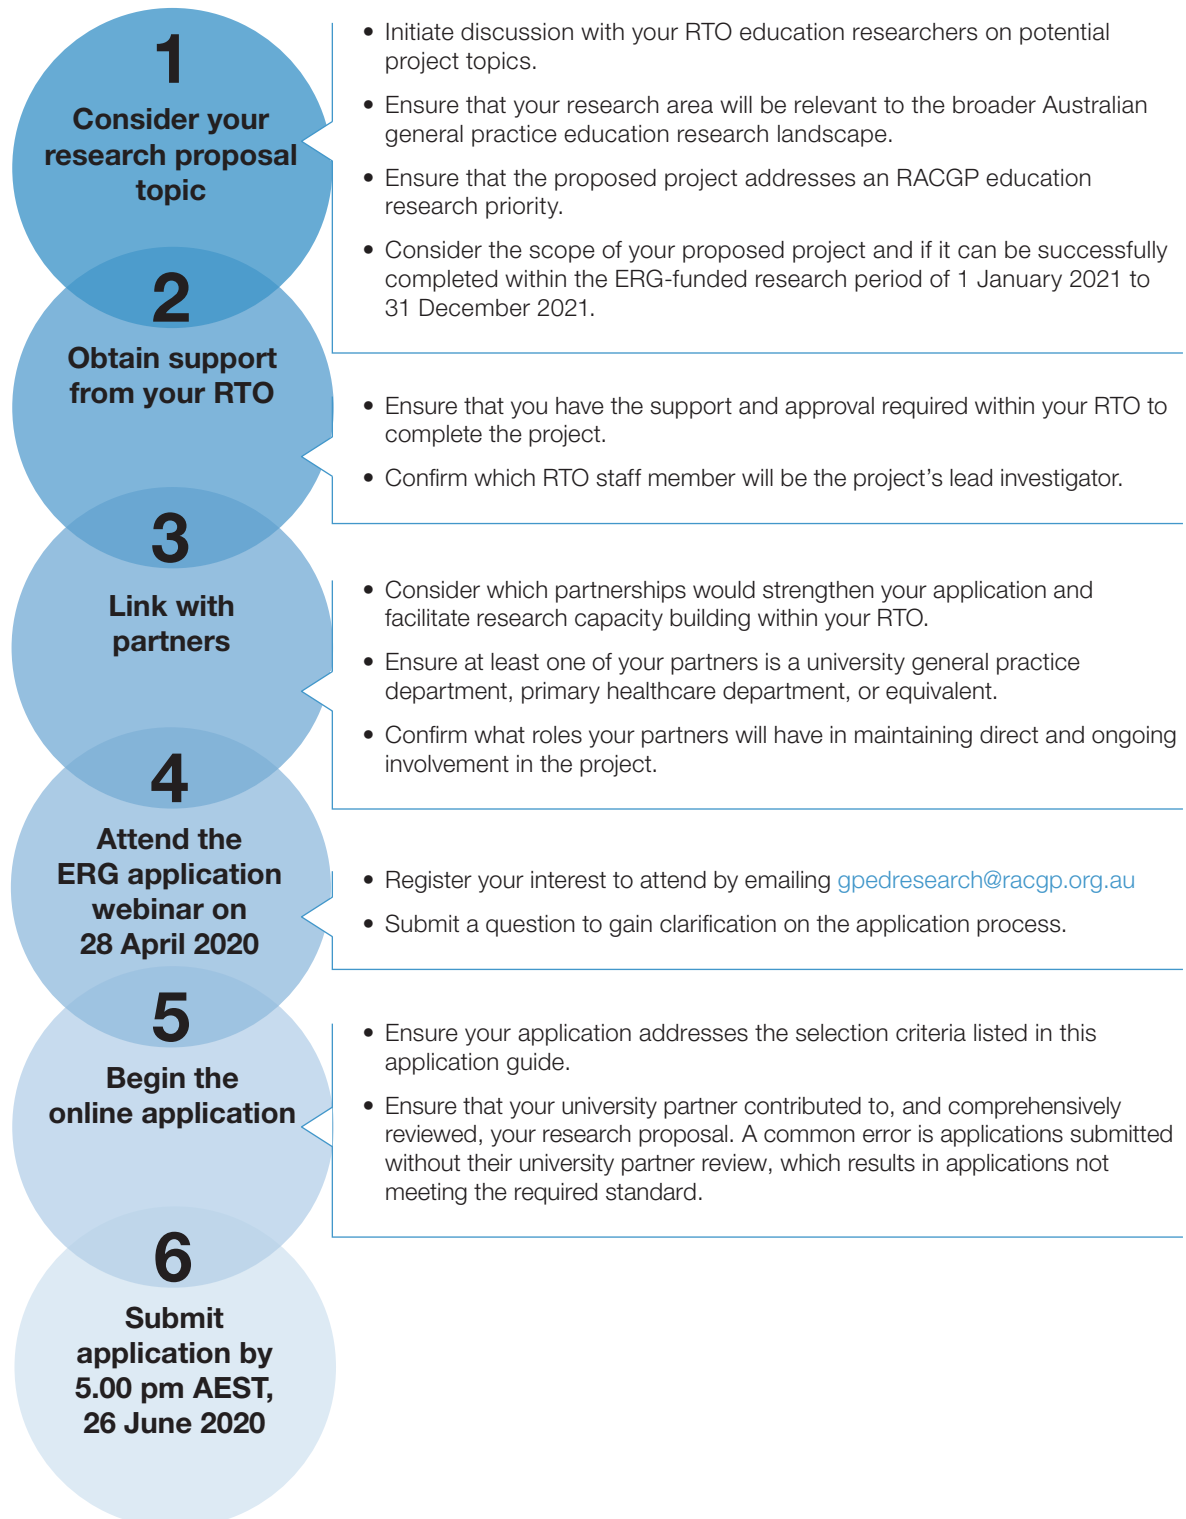 1
Consider your
research proposal
topic
• Initiate discussion with your RTO education researchers on potential
project topics.
• Ensure that your research area will be relevant to the broader Australian
general practice education research landscape.
• Ensure that the proposed project addresses an RACGP education
research priority.
• Consider the scope of your proposed project and if it can be successfully
completed within the ERG-funded research period of 1 January 2021 to
31 December 2021.
2
Obtain support
from your RTO
• Ensure that you have the support and approval required within your RTO to
complete the project.
• Confirm which RTO staff member will be the project’s lead investigator.
3
Link with
partners
• Consider which partnerships would strengthen your application and
facilitate research capacity building within your RTO.
• Ensure at least one of your partners is a university general practice
department, primary healthcare department, or equivalent.
• Confirm what roles your partners will have in maintaining direct and ongoing
involvement in the project.
4
Attend the
ERG application
webinar on
28 April 2020
• Register your interest to attend by emailing gpedresearch@racgp.org.au
• Submit a question to gain clarification on the application process.
5
Begin the
online application
• Ensure your application addresses the selection criteria listed in this
application guide.
• Ensure that your university partner contributed to, and comprehensively
reviewed, your research proposal. A common error is applications submitted
without their university partner review, which results in applications not
meeting the required standard.
6
Submit
application by
5.00 pm AEST,
26 June 2020